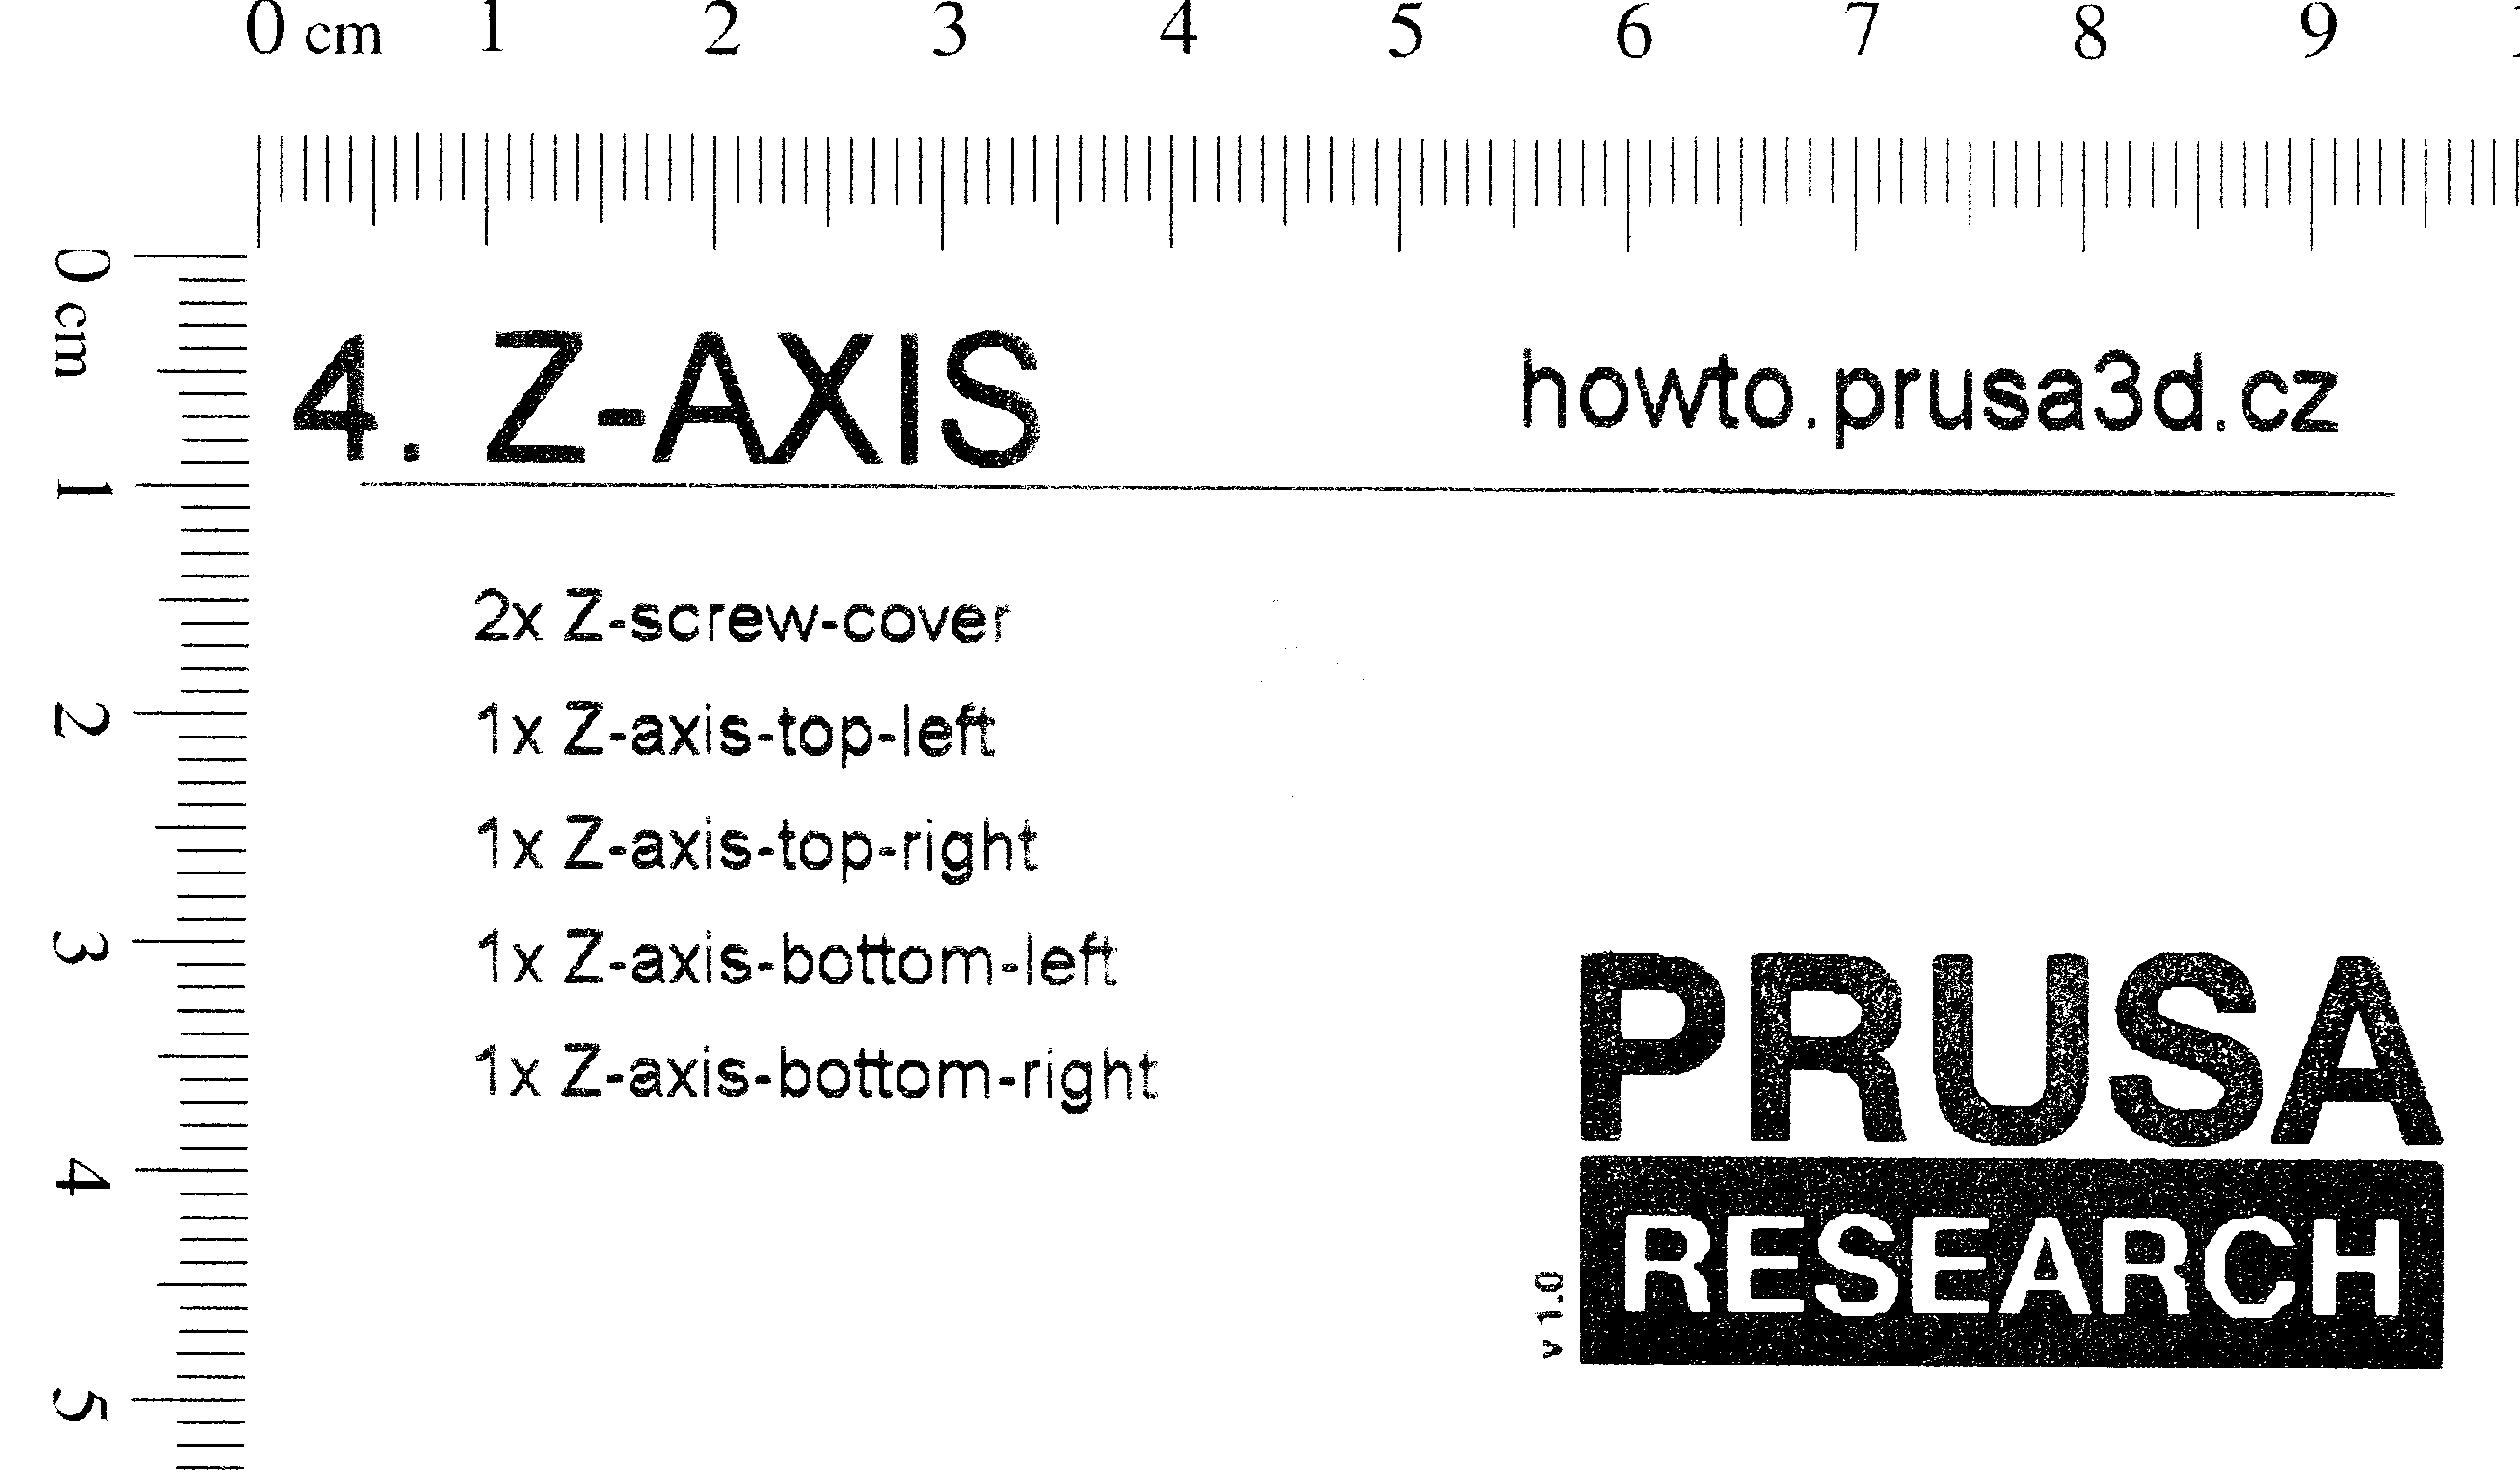 0 cm 1 2 3 4 5 6 7 8 9
0 cm 1 2 3 4 5
4. Z-AXIS howto.prusa3d.cz
2x Z-screw-cover
1x Z-axis-top-left
1x Z-axis-top-right
1x Z-axis-bottom-left
1x Z-axis-bottom-right
PRUSA
RESEARCH
v 1.0